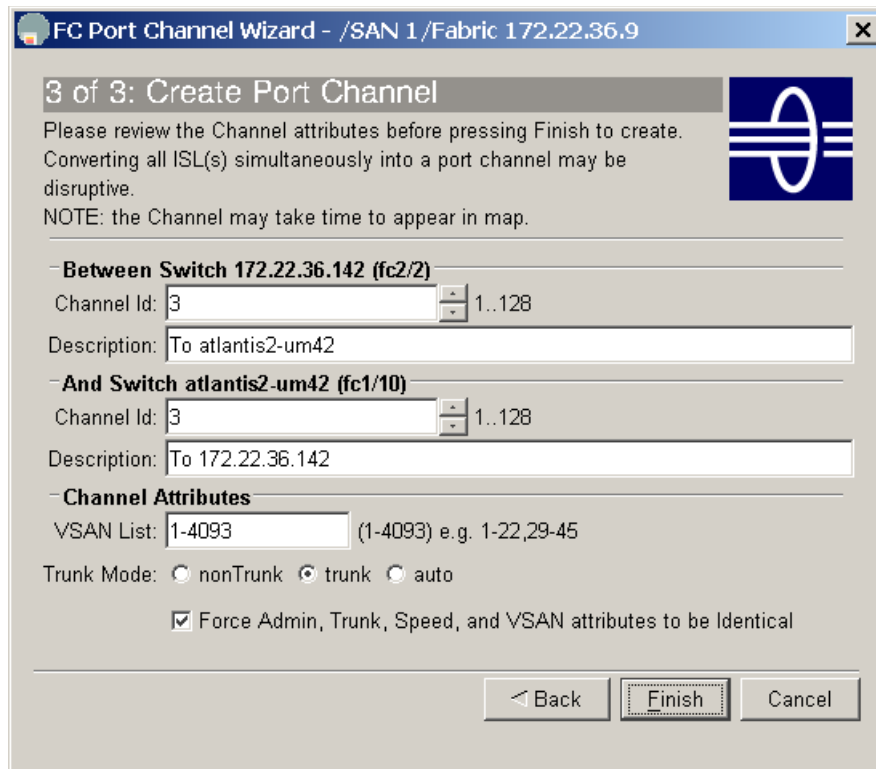 FC Port Channel Wizard - /SAN 1/Fabric 172.22.36.9
3 of 3: Create Port Channel
Please review the Channel attributes before pressing Finish to create.
Converting all ISL(s) simultaneously into a port channel may be
disruptive.
NOTE: the Channel may take time to appear in map.
Between Switch 172.22.36.142 (fc2/2)
Channel Id: 3 1..128
Description: To atlantis2-um42
And Switch atlantis2-um42 (fc1/10)
Channel Id: 3 1..128
Description: To 172.22.36.142
Channel Attributes
VSAN List: 1-4093 (1-4093) e.g. 1-22,29-45
Trunk Mode: nonTrunk trunk auto
Force Admin, Trunk, Speed, and VSAN attributes to be Identical
Back Finish Cancel